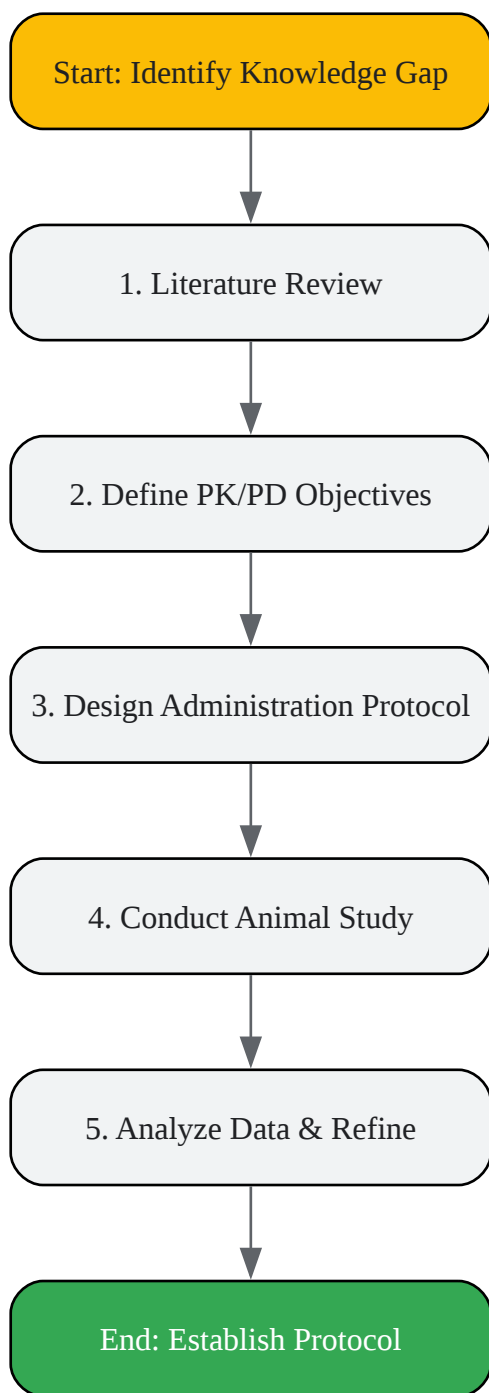 Start: Identify Knowledge Gap
1. Literature Review
2. Define PK/PD Objectives
3. Design Administration Protocol
4. Conduct Animal Study
5. Analyze Data & Refine
End: Establish Protocol